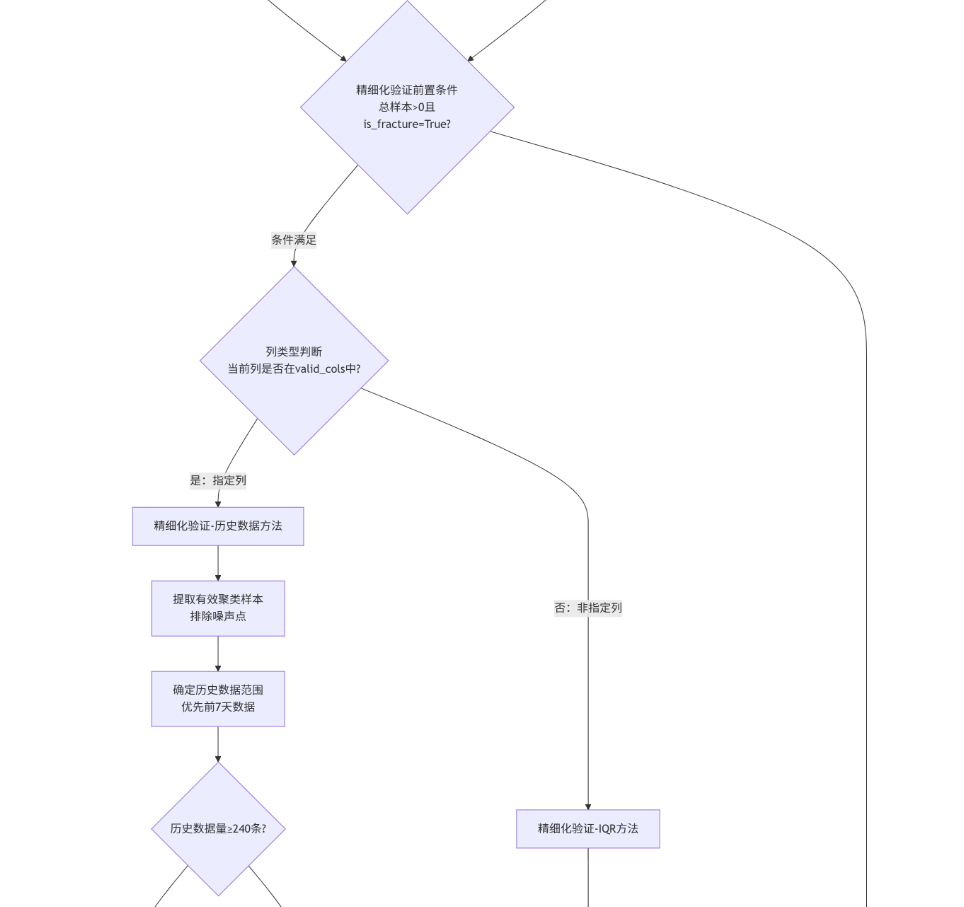 精细化验证前置条件
总样本>0且
is_fracture=True?
条件满足
列类型判断
当前列是否在valid_cols中?
是：指定列
精细化验证-历史数据方法
提取有效聚类样本
排除噪声点
否：非指定列
确定历史数据范围
优先前7天数据
历史数据量≥240条?
精细化验证-IQR方法